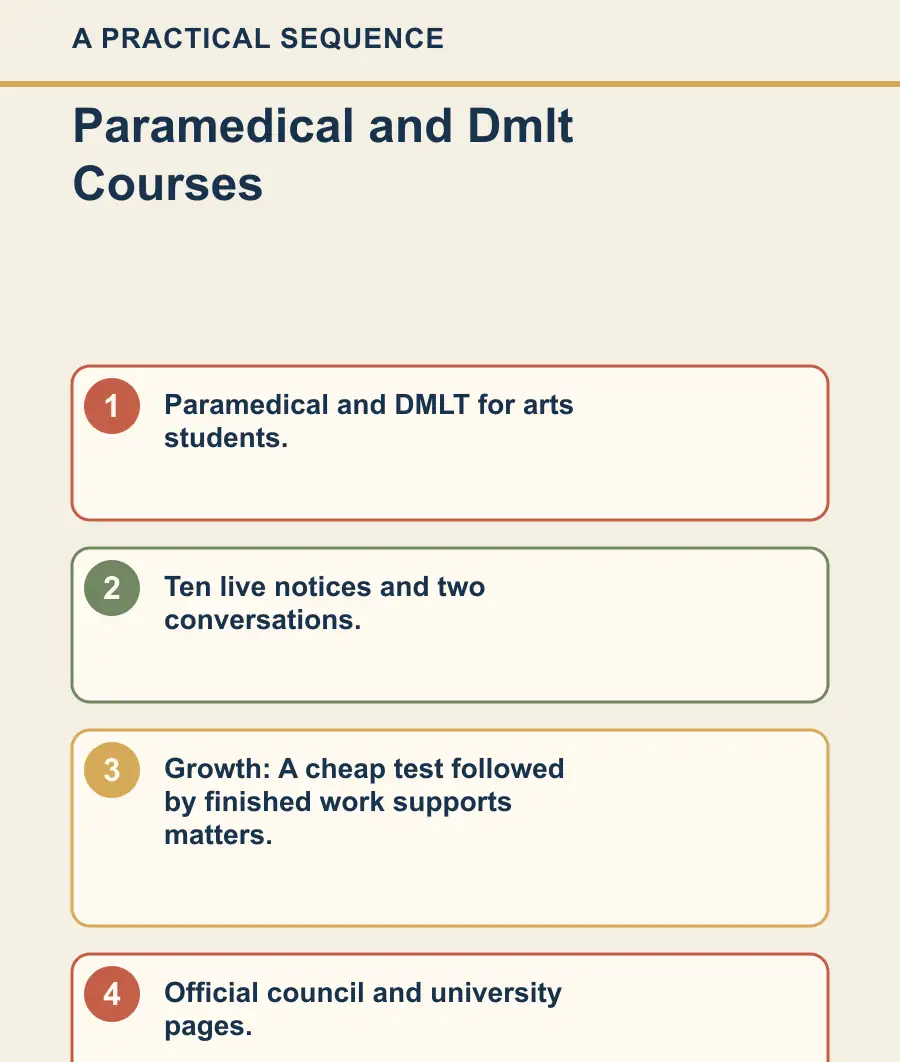 A PRACTICAL SEQUENCE
Paramedical and Dmlt
Courses
1
Paramedical and DMLT for arts
students.
2
Ten live notices and two
conversations.
3
Growth: A cheap test followed
by finished work supports
matters.
4
Official council and university
pages.